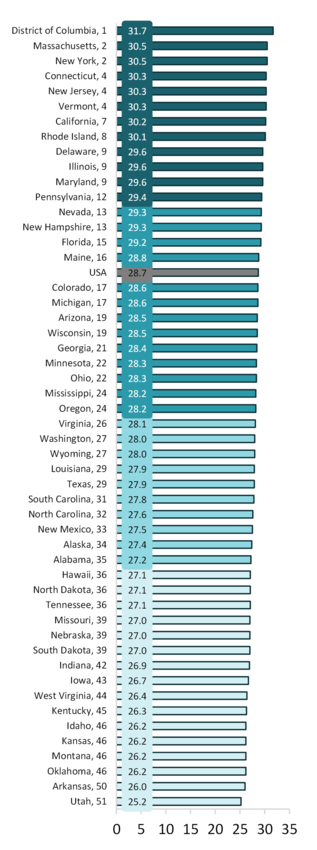 District of Columbia, 1 31.7
Massachusetts, 2 30.5
New York, 2 30.5
Connecticut, 4 30.3
New Jersey, 4 30.3
Vermont, 4 30.3
California, 7 30.2
Rhode Island, 8 30.1
Delaware, 9 29.6
Illinois, 9 29.6
Maryland, 9 29.6
Pennsylvania, 12 29.4
Nevada, 13 29.3
New Hampshire, 13 29.3
Florida, 15 29.2
Maine, 16 28.8
USA 28.7
Colorado, 17 28.6
Michigan, 17 28.6
Arizona, 19 28.5
Wisconsin, 19 28.5
Georgia, 21 28.4
Minnesota, 22 28.3
Ohio, 22 28.3
Mississippi, 24 28.2
Oregon, 24 28.2
Virginia, 26 28.1
Washington, 27 28.0
Wyoming, 27 28.0
Louisiana, 29 27.9
Texas, 29 27.9
South Carolina, 31 27.8
North Carolina, 32 27.6
New Mexico, 33 27.5
Alaska, 34 27.4
Alabama, 35 27.2
Hawaii, 36 27.1
North Dakota, 36 27.1
Tennessee, 36 27.1
Missouri, 39 27.0
Nebraska, 39 27.0
South Dakota, 39 27.0
Indiana, 42 26.9
Iowa, 43 26.7
West Virginia, 44 26.4
Kentucky, 45 26.3
Idaho, 46 26.2
Kansas, 46 26.2
Montana, 46 26.2
Oklahoma, 46 26.2
Arkansas, 50 26.0
Utah, 51 25.2
0 5 10 15 20 25 30 35